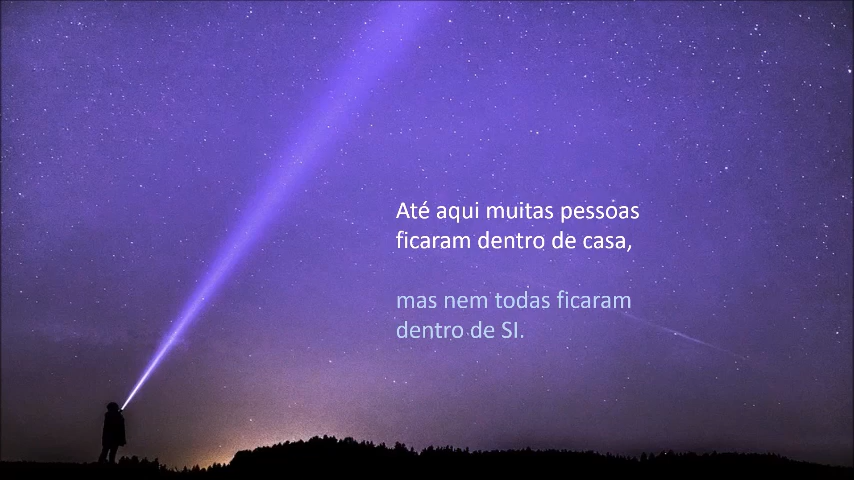 Até aqui muitas pessoas
ficaram dentro de casa,
mas nem todas ficaram
dentro de SI.